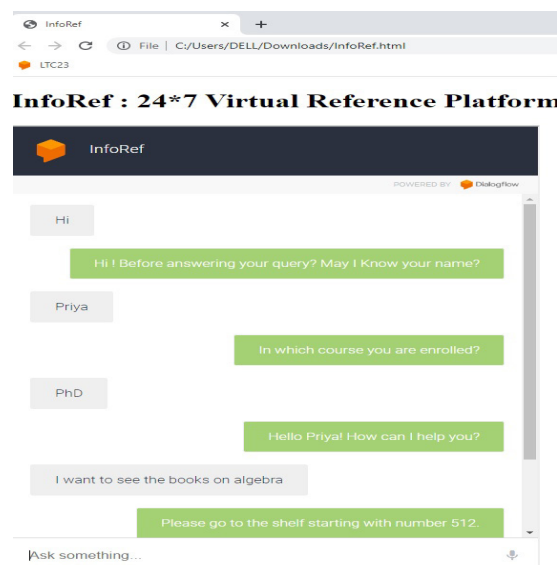 InfoRef
File | C:/Users/DELL/Downloads/InfoRef.html
LTC23
InfoRef : 24*7 Virtual Reference Platform
InfoRef
POWERED BY Dialogflow
Hi
Hi ! Before answering your query? May I Know your name?
Priya
In which course you are enrolled?
PhD
Hello Priya! How can I help you?
I want to see the books on algebra
Please go to the shelf starting with number 512.
Ask something...